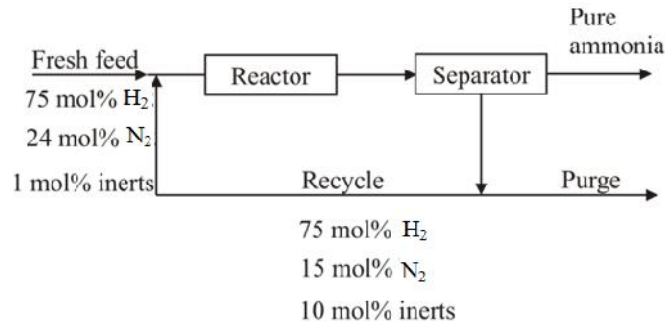 Pure
ammonia
Fresh feed
Reactor
Separator
75 mol% H₂
24 mol% N₂
1 mol% inerts
Recycle
Purge
75 mol% H₂
15 mol% N₂
10 mol% inerts